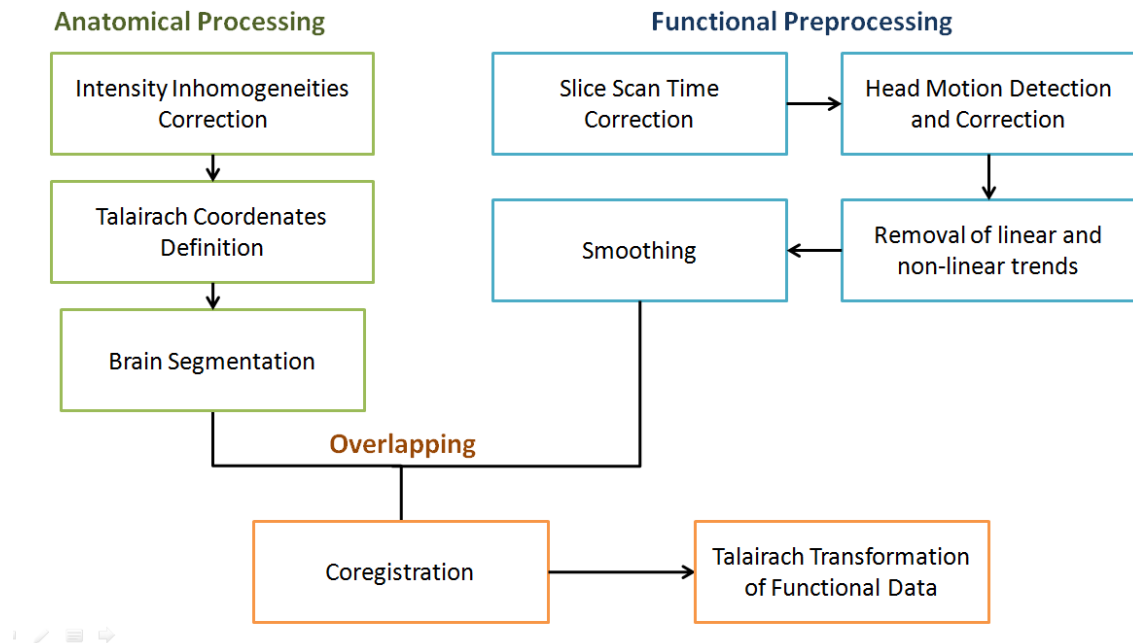 Anatomical Processing
Intensity Inhomogeneities
Correction
Talairach Coordenates
Definition
Brain Segmentation
Functional Preprocessing
Slice Scan Time
Correction
Head Motion Detection
and Correction
Removal of linear and
non-linear trends
Smoothing
Overlapping
Coregistration
Talairach Transformation
of Functional Data